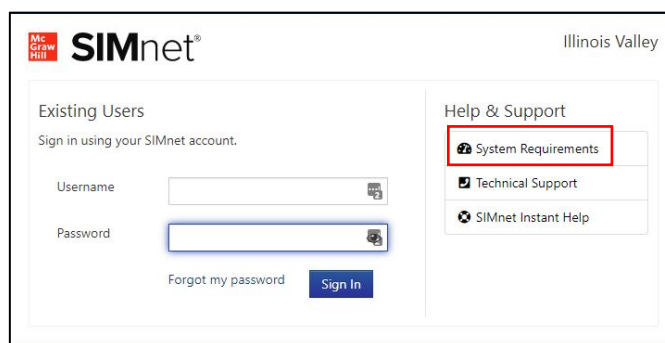 Mc
Graw
Hill
SIMnet®
Illinois Valley
Existing Users
Sign in using your SIMnet account.
Username
Password
Forgot my password
Sign In
Help & Support
System Requirements
Technical Support
SIMnet Instant Help